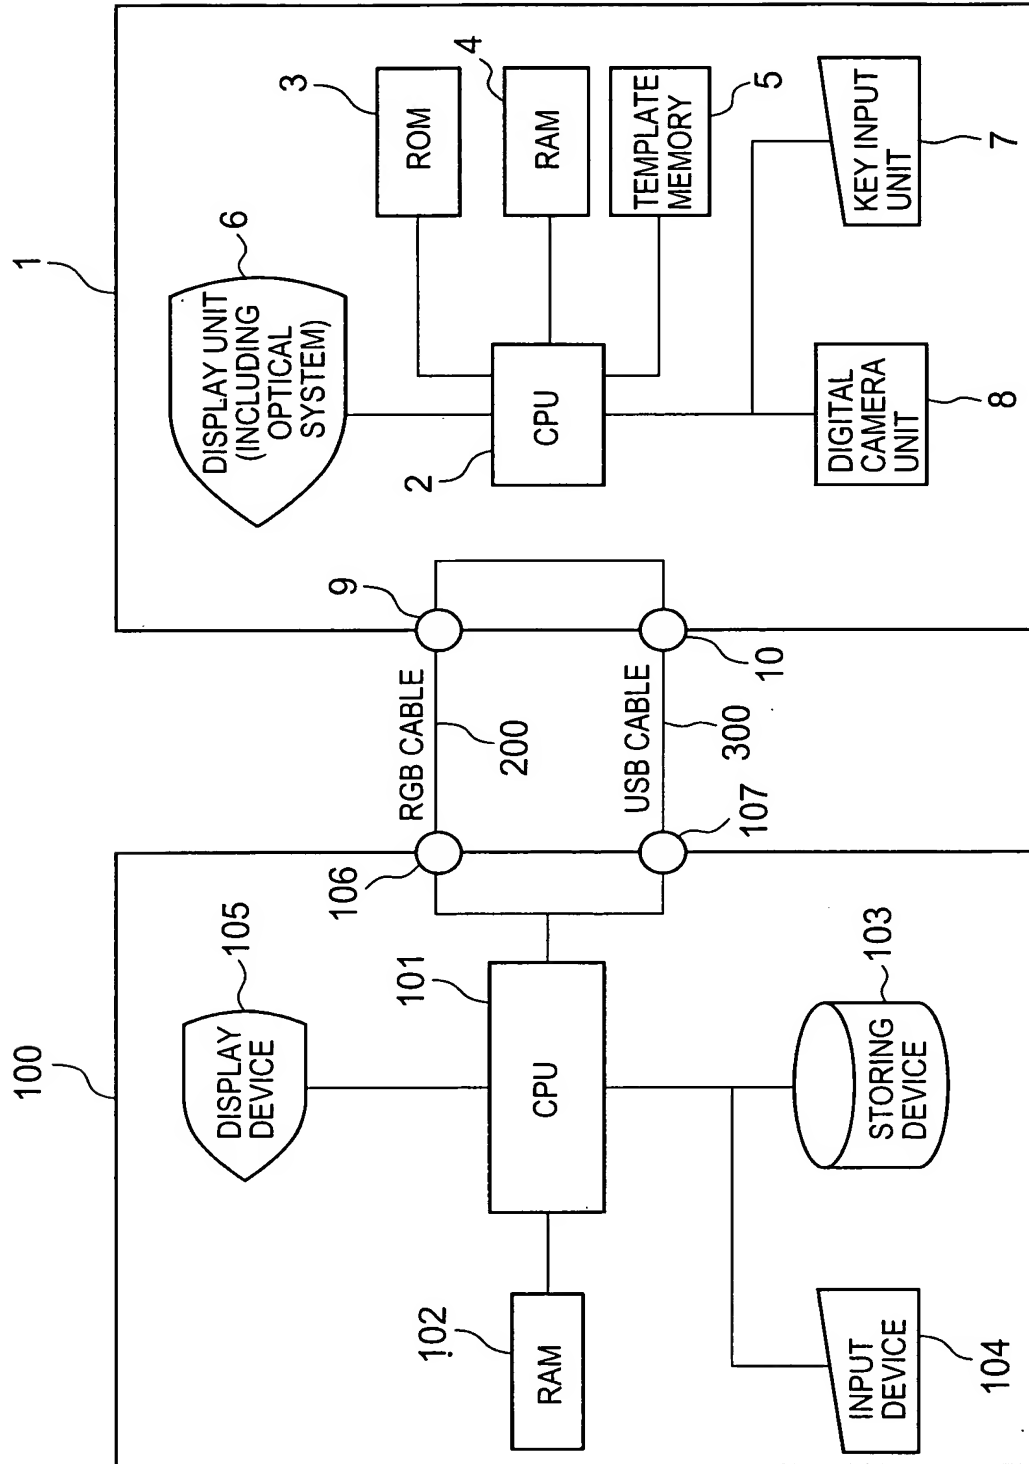 100
DISPLAY
DEVICE
105
102
RAM
101
CPU
INPUT
DEVICE
104
STORING
DEVICE
103
106
RGB CABLE
200
9
107
USB CABLE
300
10
1
DISPLAY UNIT
(INCLUDING
OPTICAL
SYSTEM)
6
2
CPU
3
ROM
4
RAM
TEMPLATE
MEMORY
5
DIGITAL
CAMERA
UNIT
8
KEY INPUT
UNIT
7